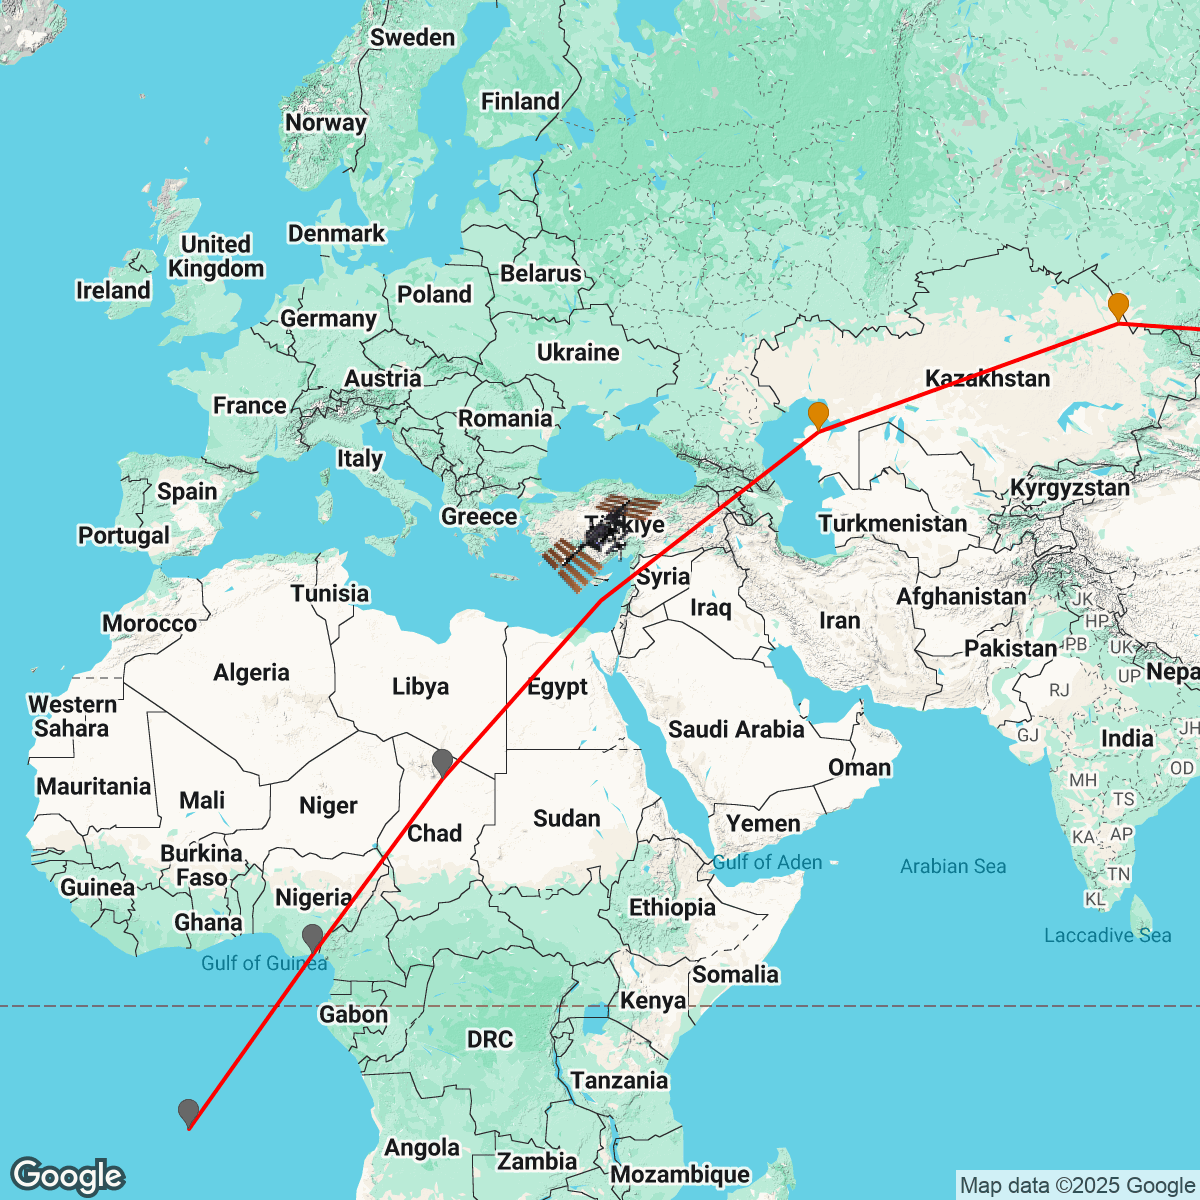 Sweden
Finland
Norway
Denmark
United
Kingdom
Ireland
Belarus
Poland
Germany
Ukraine
Austria
Kazakhstan
France
Romania
Italy
Spain
Kyrgyzstan
Greece
Türkiye
Turkmenistan
Portugal
Syria
Tunisia
Afghanistan
JK
Iraq
Morocco
Iran
HP
Pakistan
PB
UK
Algeria
Libya
Egypt
UP
Nepa
RJ
Western
Sahara
Saudi Arabia
GJ
India
JH
Oman
OD
Mauritania
MH
Mali
Niger
TS
Sudan
Yemen
Chad
KA
AP
Burkina
Faso
Gulf of Aden
Arabian Sea
TN
Guinea
Nigeria
KL
Ethiopia
Ghana
Laccadive Sea
Gulf of Guinea
Somalia
Kenya
Gabon
DRC
Tanzania
Angola
Zambia
Mozambique
Google
Map data ©2025 Google